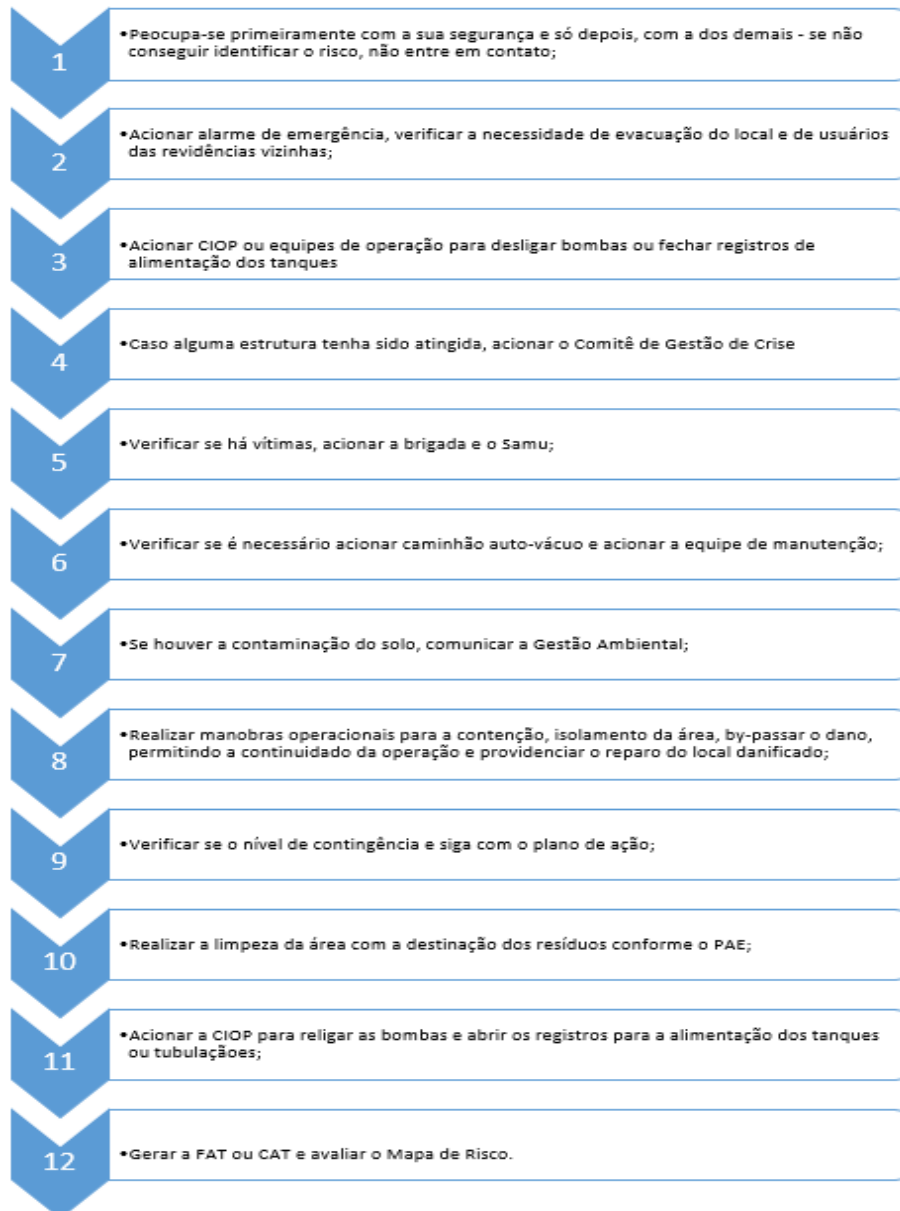 1
•Peocupa-se primeiramente com a sua segurança e só depois, com a dos demais - se não
conseguir identificar o risco, não entre em contato;
2
•Acionar alarme de emergência, verificar a necessidade de evacuação do local e de usuários
das revidências vizinhas;
3
•Acionar CIOP ou equipes de operação para desligar bombas ou fechar registros de
alimentação dos tanques
4
•Caso alguma estrutura tenha sido atingida, acionar o Comitê de Gestão de Crise
5
•Verificar se há vítimas, acionar a brigada e o Samu;
6
•Verificar se é necessário acionar caminhão auto-vácuo e acionar a equipe de manutenção;
7
•Se houver a contaminação do solo, comunicar a Gestão Ambiental;
8
•Realizar manobras operacionais para a contenção, isolamento da área, by-passar o dano,
permitindo a continuidado da operação e providenciar o reparo do local danificado;
9
•Verificar se o nível de contingência e siga com o plano de ação;
10
•Realizar a limpeza da área com a destinação dos resíduos conforme o PAE;
11
•Acionar a CIOP para religar as bombas e abrir os registros para a alimentação dos tanques
ou tubulaçãoes;
12
•Gerar a FAT ou CAT e avaliar o Mapa de Risco.